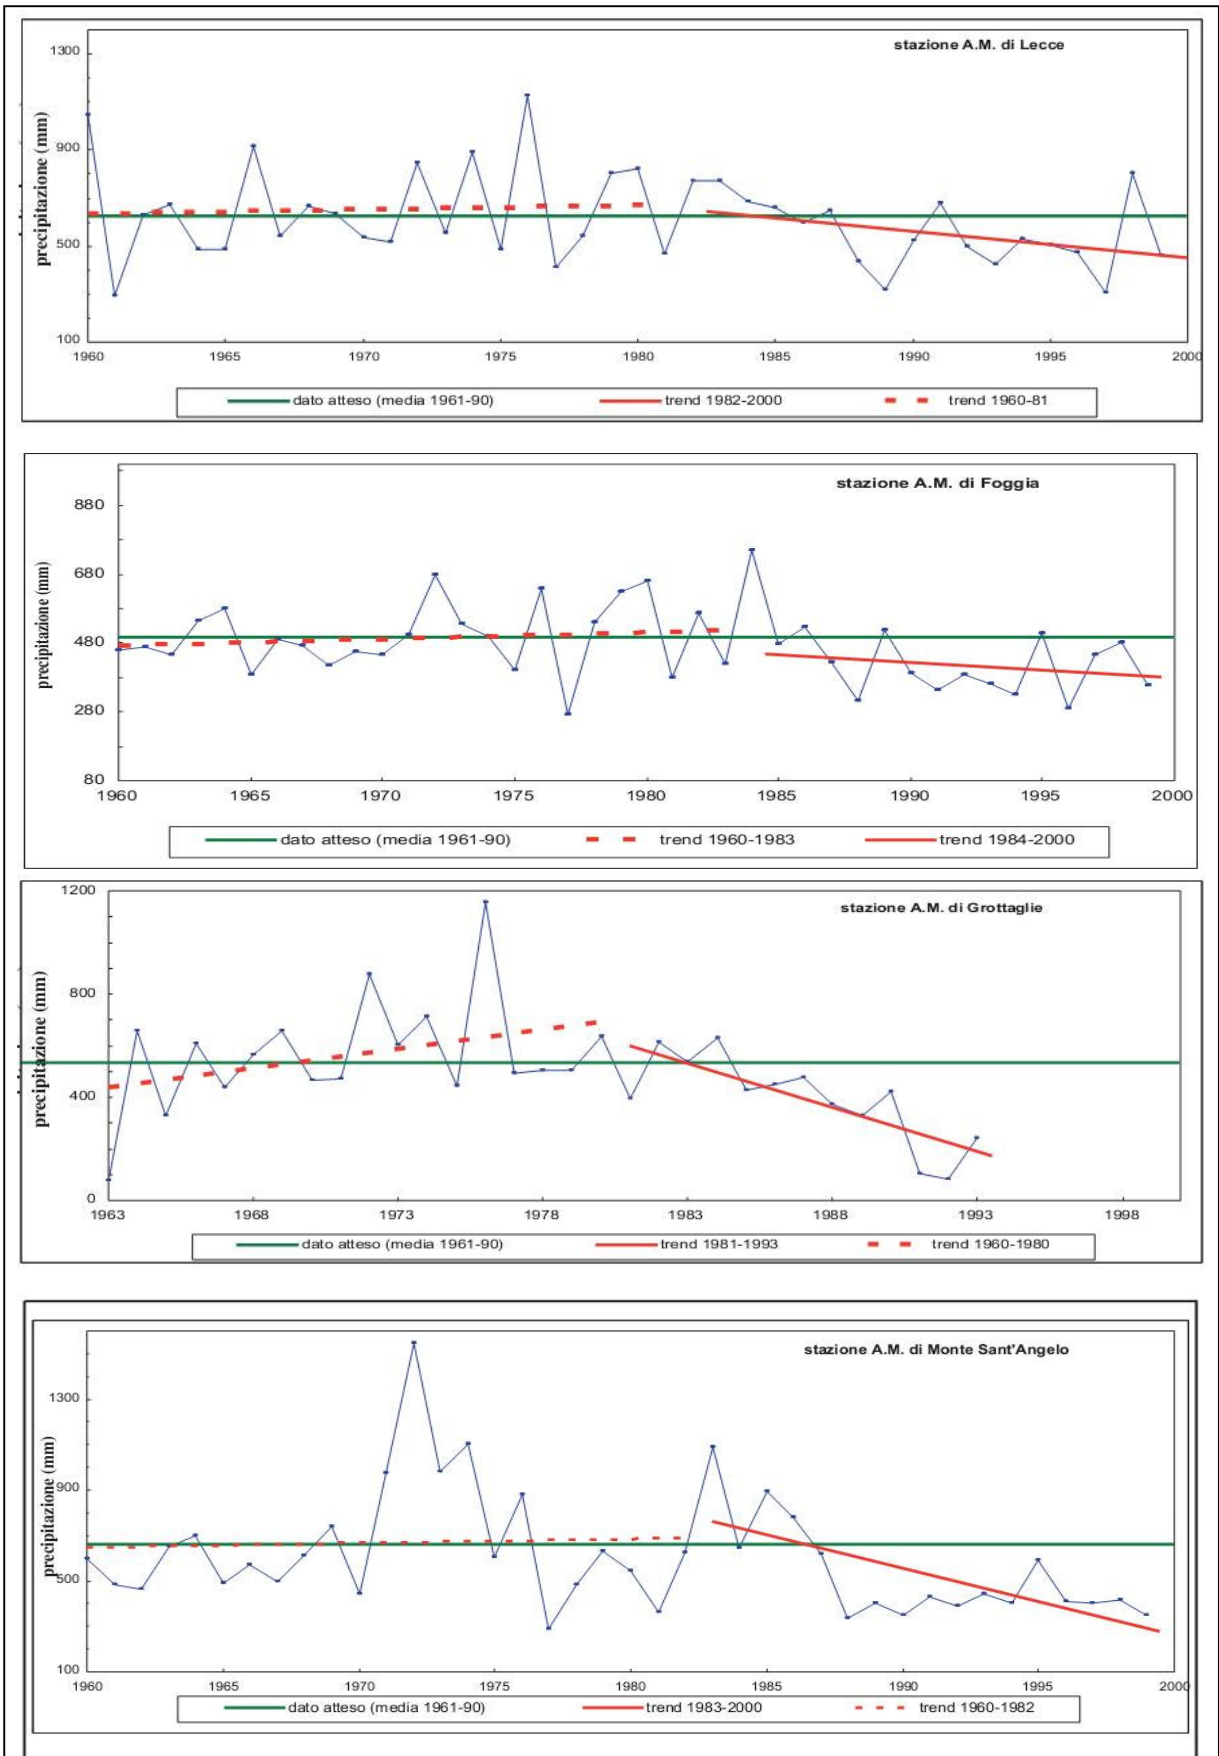 stazione A.M. di Lecce
precipitazione (mm)
1300
900
500
100
1960 1965 1970 1975 1980 1985 1990 1995 2000
dato atteso (media 1961-90) trend 1982-2000 trend 1960-81
stazione A.M. di Foggia
precipitazione (mm)
880
680
480
280
80
1960 1965 1970 1975 1980 1985 1990 1995 2000
dato atteso (media 1961-90) trend 1960-1983 trend 1984-2000
stazione A.M. di Grottaglie
precipitazione (mm)
1200
800
400
0
1963 1968 1973 1978 1983 1988 1993 1998
dato atteso (media 1961-90) trend 1981-1993 trend 1960-1980
stazione A.M. di Monte Sant'Angelo
precipitazione (mm)
1300
900
500
100
1960 1965 1970 1975 1980 1985 1990 1995 2000
dato atteso (media 1961-90) trend 1983-2000 trend 1960-1982